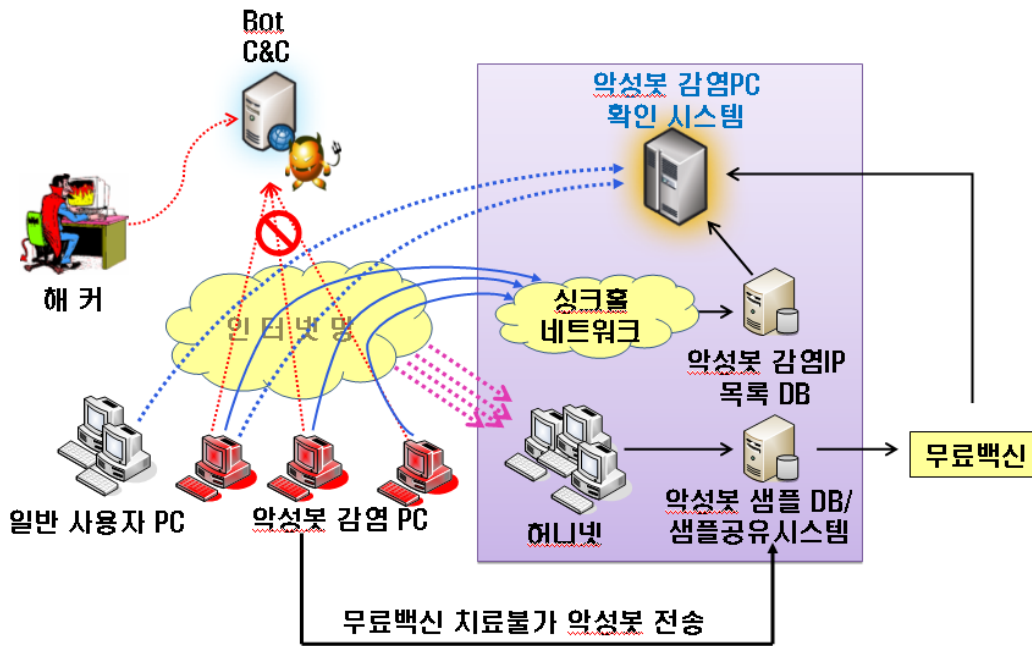 Bot
C&C
악성봇 감염PC
확인 시스템
해 커
인 터 넷 망
싱크홀
네트워크
악성봇 감염IP
목록 DB
무료백신
일반 사용자 PC
악성봇 감염 PC
허니넷
악성봇 샘플 DB/
샘플공유시스템
무료백신 치료불가 악성봇 전송